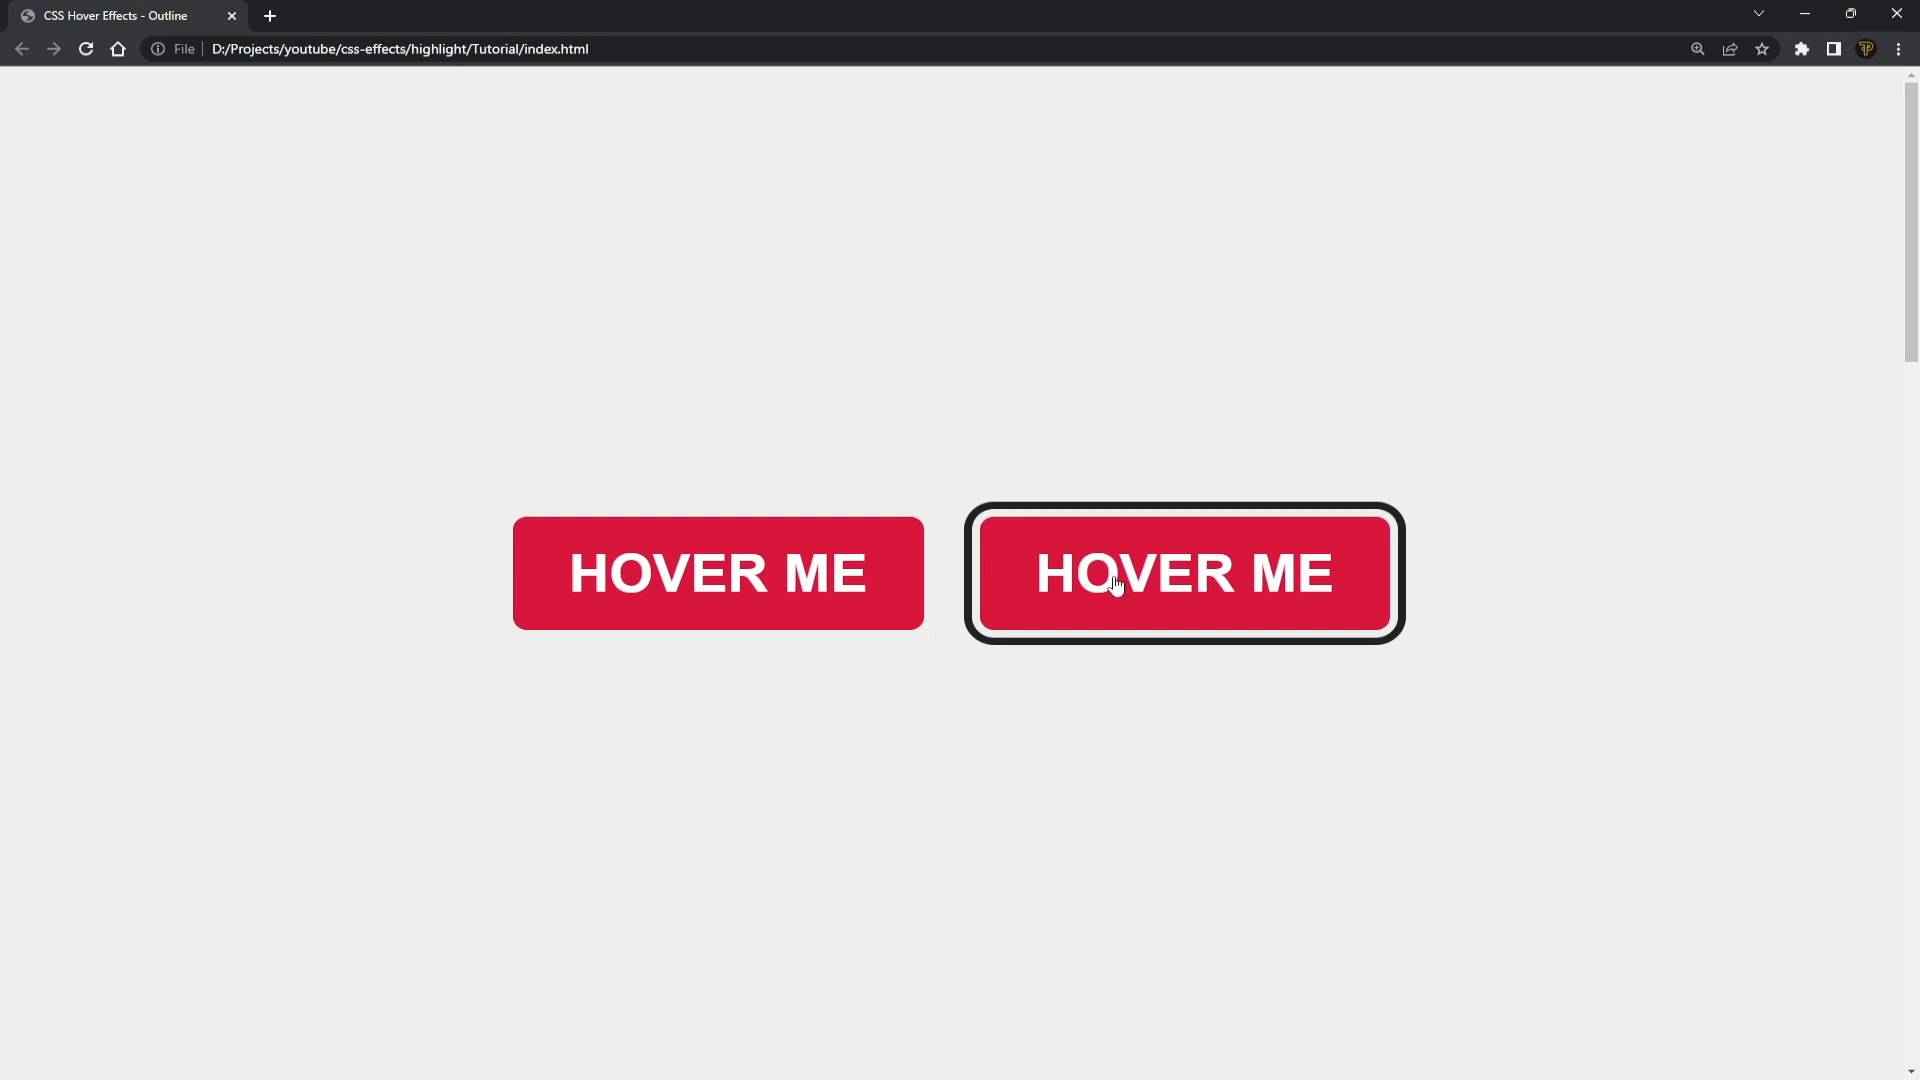 CSS Hover Effects - Outline
File D:/Projects/youtube/css-effects/highlight/Tutorial/index.html
HOVER ME HOVER ME